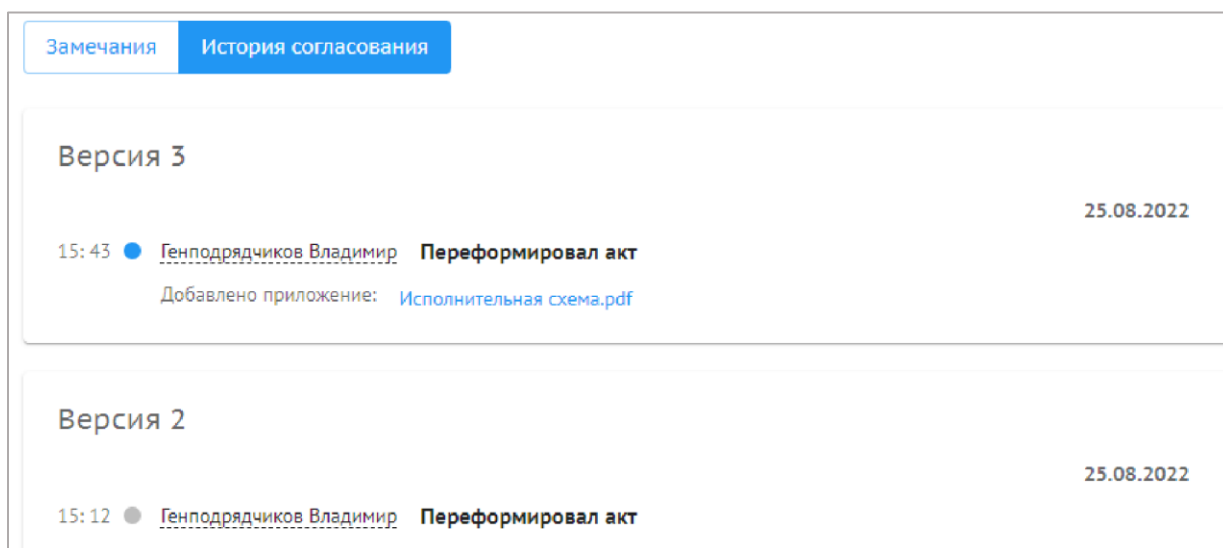 Замечания История согласования
Версия 3
25.08.2022
15:43 Генподрядчиков Владимир Переформировал акт
Добавлено приложение: Исполнительная схема.pdf
Версия 2
25.08.2022
15:12 Генподрядчиков Владимир Переформировал акт